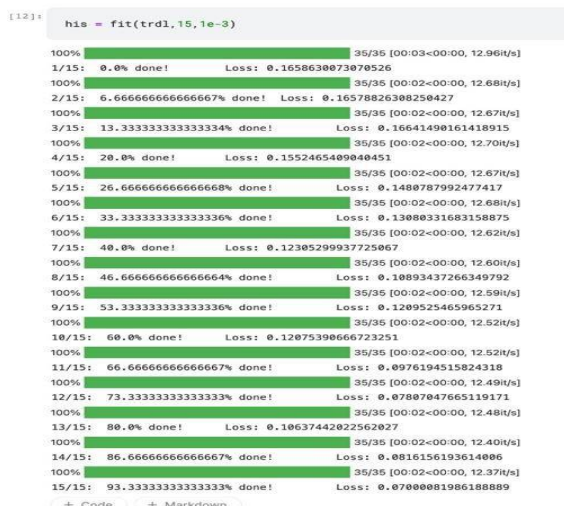 [12]:
his = fit(trdl,15,1e-3)
100% 35/35 [00:03<00:00, 12.96it/s]
1/15: 0.0% done! Loss: 0.1658630073070526
100% 35/35 [00:02<00:00, 12.68it/s]
2/15: 6.666666666666667% done! Loss: 0.16578826308250427
100% 35/35 [00:02<00:00, 12.67it/s]
3/15: 13.333333333333334% done! Loss: 0.16641490161418915
100% 35/35 [00:02<00:00, 12.70it/s]
4/15: 20.0% done! Loss: 0.1552465409040451
100% 35/35 [00:02<00:00, 12.67it/s]
5/15: 26.666666666666668% done! Loss: 0.1480787992477417
100% 35/35 [00:02<00:00, 12.68it/s]
6/15: 33.333333333333336% done! Loss: 0.13080331683158875
100% 35/35 [00:02<00:00, 12.62it/s]
7/15: 40.0% done! Loss: 0.12305299937725067
100% 35/35 [00:02<00:00, 12.60it/s]
8/15: 46.666666666666664% done! Loss: 0.10893437266349792
100% 35/35 [00:02<00:00, 12.59it/s]
9/15: 53.333333333333336% done! Loss: 0.1209525465965271
100% 35/35 [00:02<00:00, 12.52it/s]
10/15: 60.0% done! Loss: 0.12075390666723251
100% 35/35 [00:02<00:00, 12.52it/s]
11/15: 66.66666666666667% done! Loss: 0.0976194515824318
100% 35/35 [00:02<00:00, 12.49it/s]
12/15: 73.33333333333333% done! Loss: 0.07807047665119171
100% 35/35 [00:02<00:00, 12.48it/s]
13/15: 80.0% done! Loss: 0.10637442022562027
100% 35/35 [00:02<00:00, 12.40it/s]
14/15: 86.66666666666667% done! Loss: 0.0816156193614006
100% 35/35 [00:02<00:00, 12.37it/s]
15/15: 93.33333333333333% done! Loss: 0.07000081986188889
+ Code + Markdown